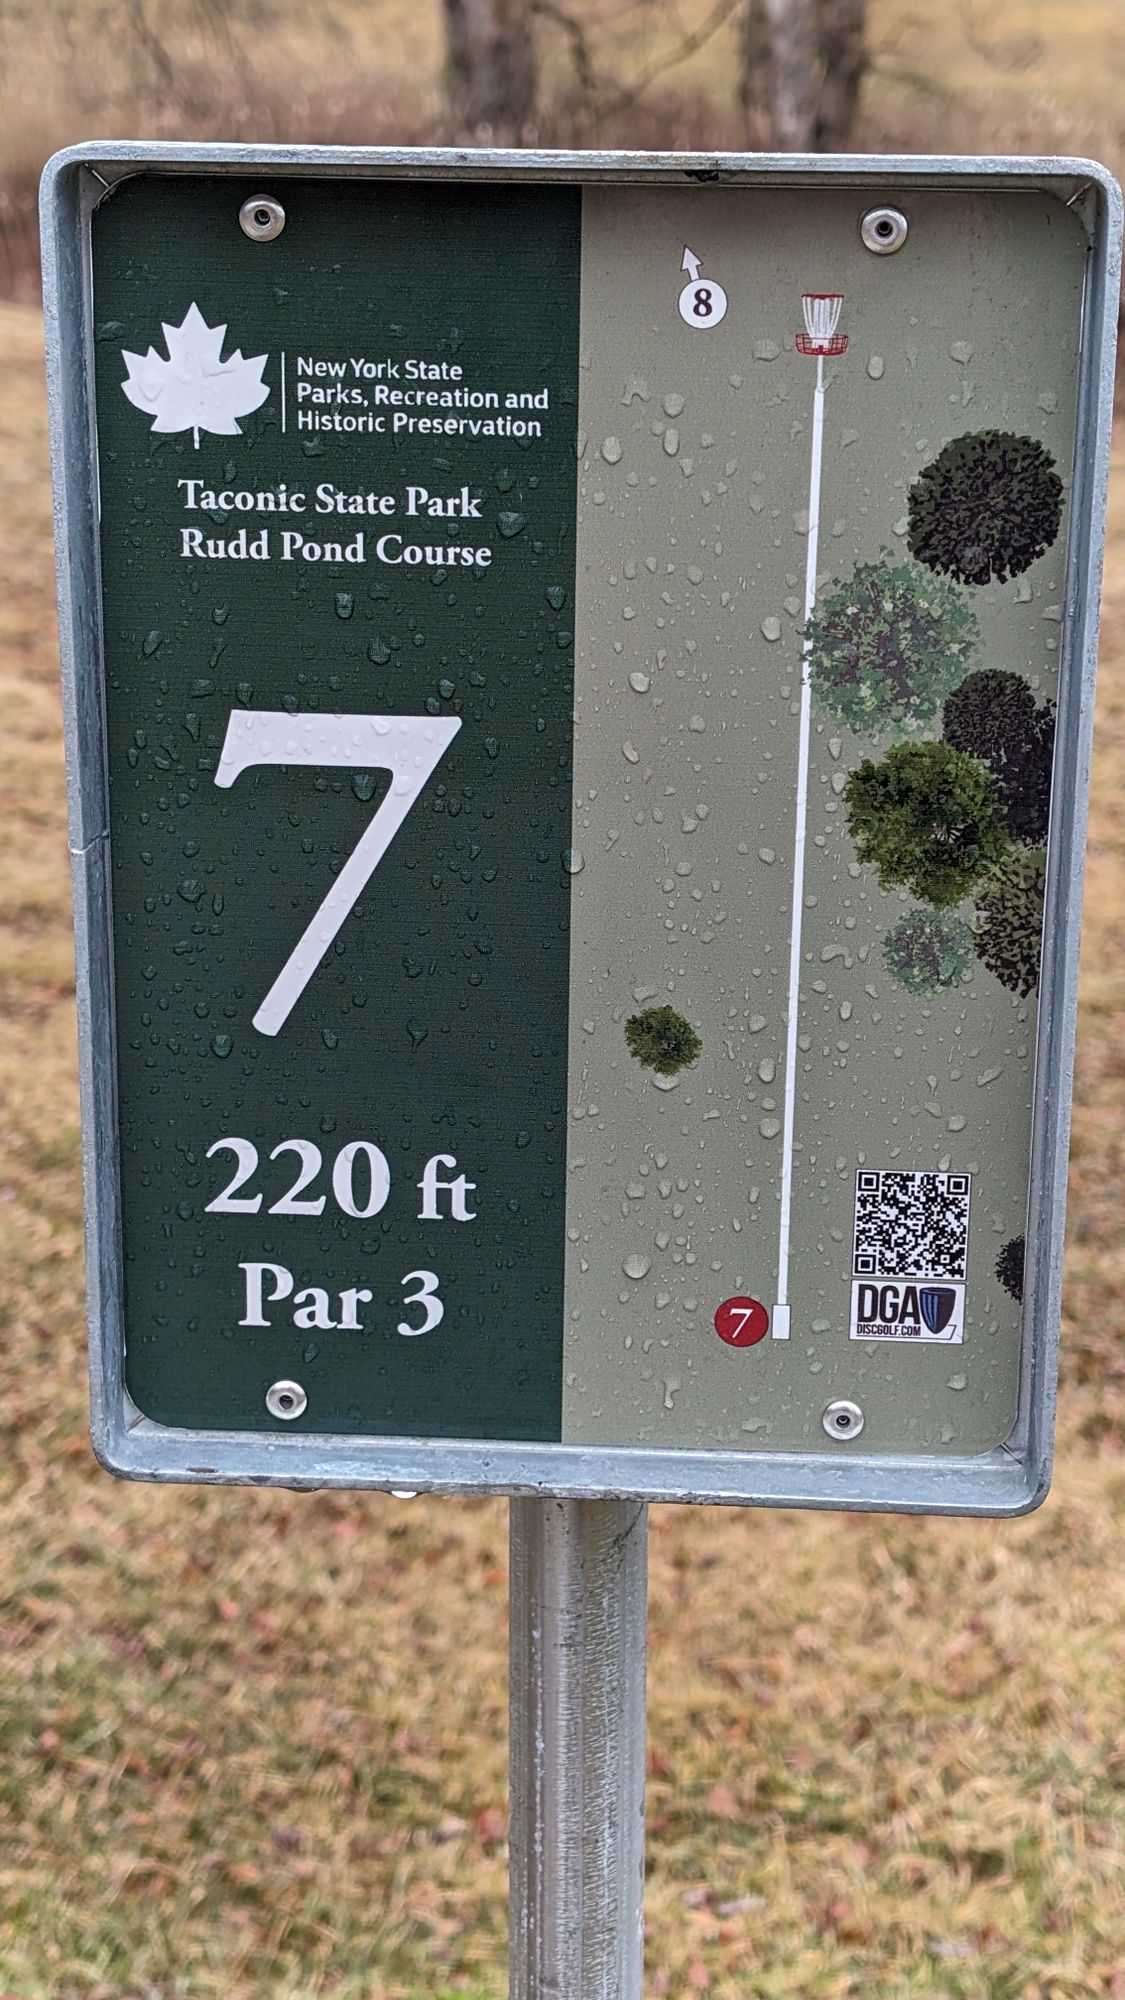 New York State
Parks, Recreation and
Historic Preservation
Taconic State Park
Rudd Pond Course
7
220 ft
Par 3
8
7
DGA
DISCGOLF.COM
7